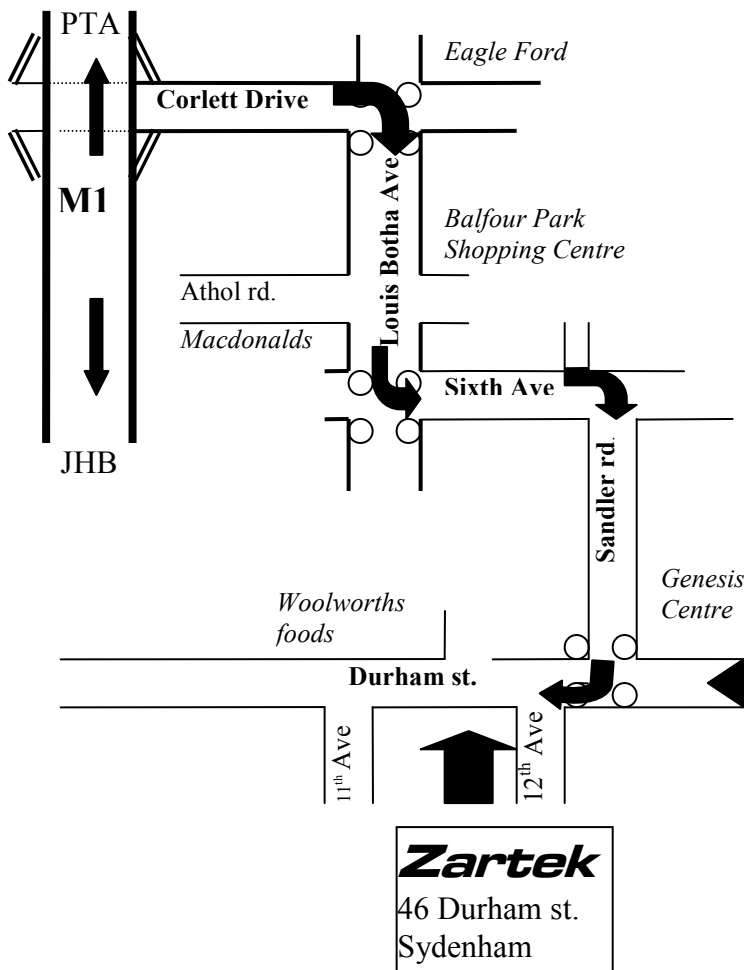 PTA
Eagle Ford
Corlett Drive
M1
Louis Botha Ave
Balfour Park
Shopping Centre
Athol rd.
Macdonalds
Sixth Ave
JHB
Sandler rd.
Genesis
Centre
Woolworths
foods
Durham st.
11th Ave
12th Ave
Zartek
46 Durham st.
Sydenham